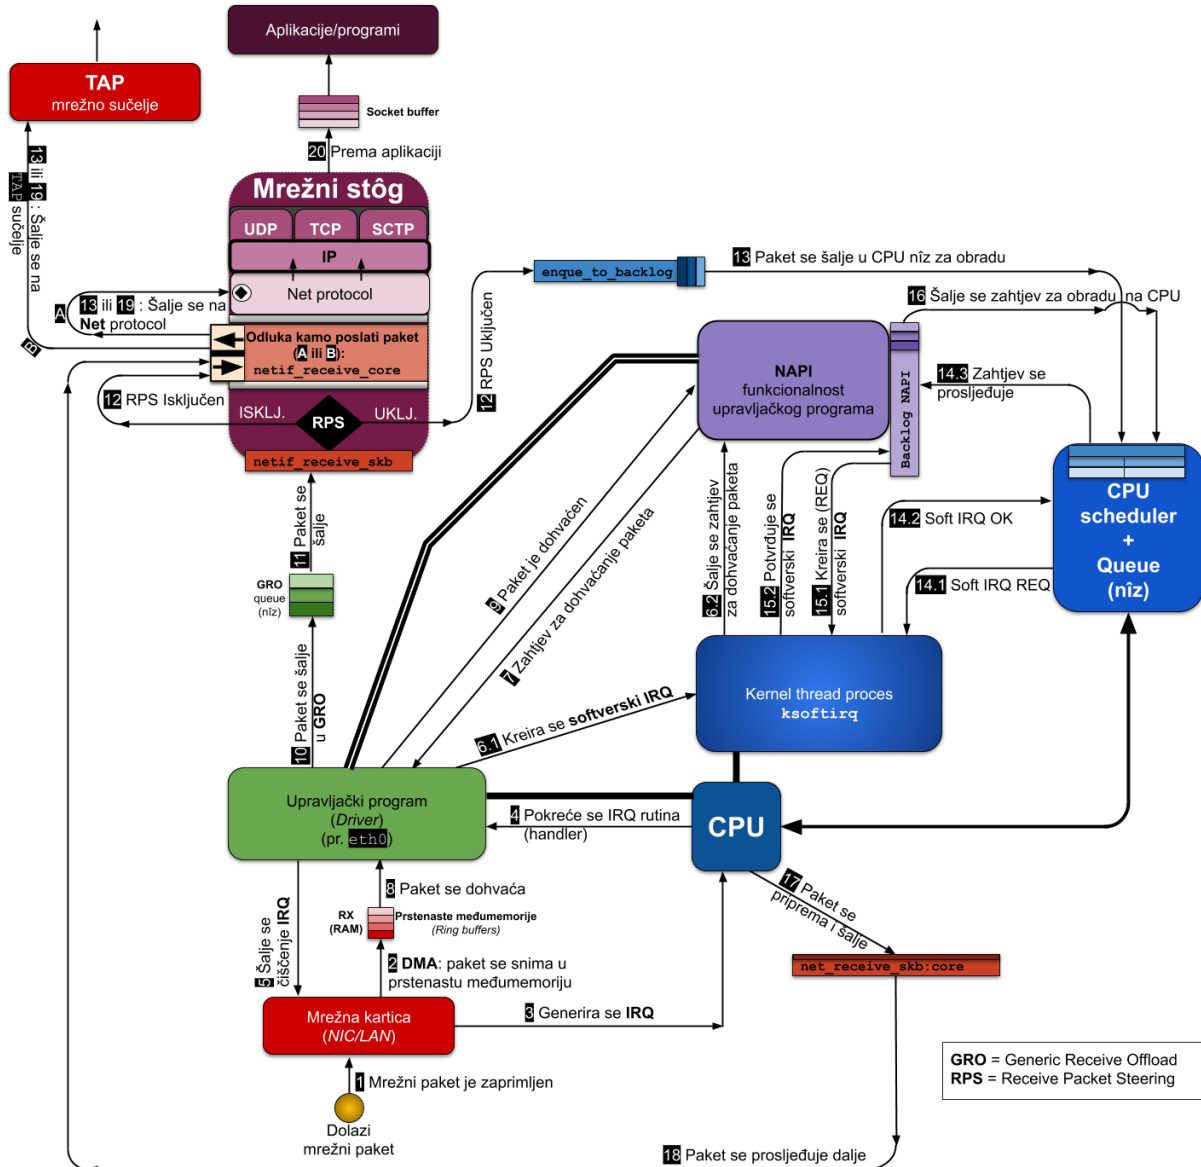 Aplikacije/programi
TAP
mrežno sučelje
Socket buffer
20 Prema aplikaciji
13 ili 19 : Šalje se na
TAP sučelje
Mrežni stôg
UDP
TCP
SCTP
IP
Net protocol
A
13 ili 19 : Šalje se na
Net protocol
B
Odluka kamo poslati paket
(A ili B):
netif_receive_core
12 RPS Isključen
ISKLJ.
RPS
UKLJ.
netif_receive_skb
12 RPS Uključen
enque_to_backlog
13 Paket se šalje u CPU nîz za obradu
16 Šalje se zahtjev za obradu na CPU
NAPI
funkcionalnost
upravljačkog programa
Backlog NAPI
14.3 Zahtjev se
prosljeđuje
CPU
scheduler
+
Queue
(nîz)
14.2 Soft IRQ OK
14.1 Soft IRQ REQ
11 Paket se
šalje
GRO
queue
(nîz)
10 Paket se šalje
u GRO
9 Paket je dohvaćen
7 Zahtjev za dohvaćanje paketa
6.2 Šalje se zahtjev
za dohvaćanje paketa
15.2 Potvrđuje se
softverski IRQ
15.1 Kreira se (REQ)
softverski IRQ
6.1 Kreira se softverski IRQ
Kernel thread proces
ksoftirq
Upravljački program
(Driver)
(pr. eth0)
4 Pokreće se IRQ rutina
(handler)
CPU
5 Šalje se
čišćenje IRQ
8 Paket se dohvaća
RX
(RAM)
Prstenaste međumemorije
(Ring buffers)
2 DMA: paket se snima u
prstenastu međumemoriju
17 Paket se
priprema i šalje
net_receive_skb:core
Mrežna kartica
(NIC/LAN)
3 Generira se IRQ
1 Mrežni paket je zaprimljen
Dolazi
mrežni paket
GRO = Generic Receive Offload
RPS = Receive Packet Steering
18 Paket se prosljeđuje dalje